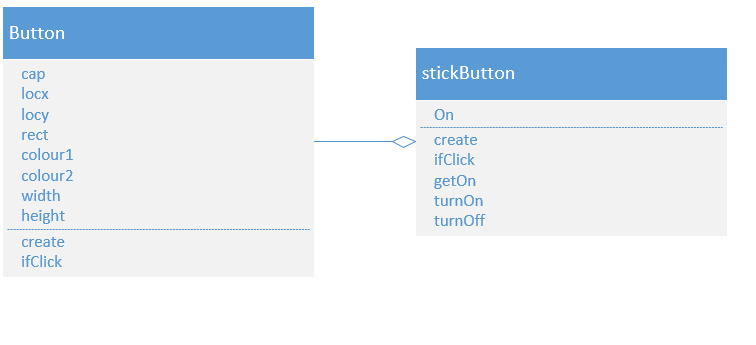 Button
cap
locx
locy
rect
colour1
colour2
width
height
create
ifClick
stickButton
On
create
ifClick
getOn
turnOn
turnOff